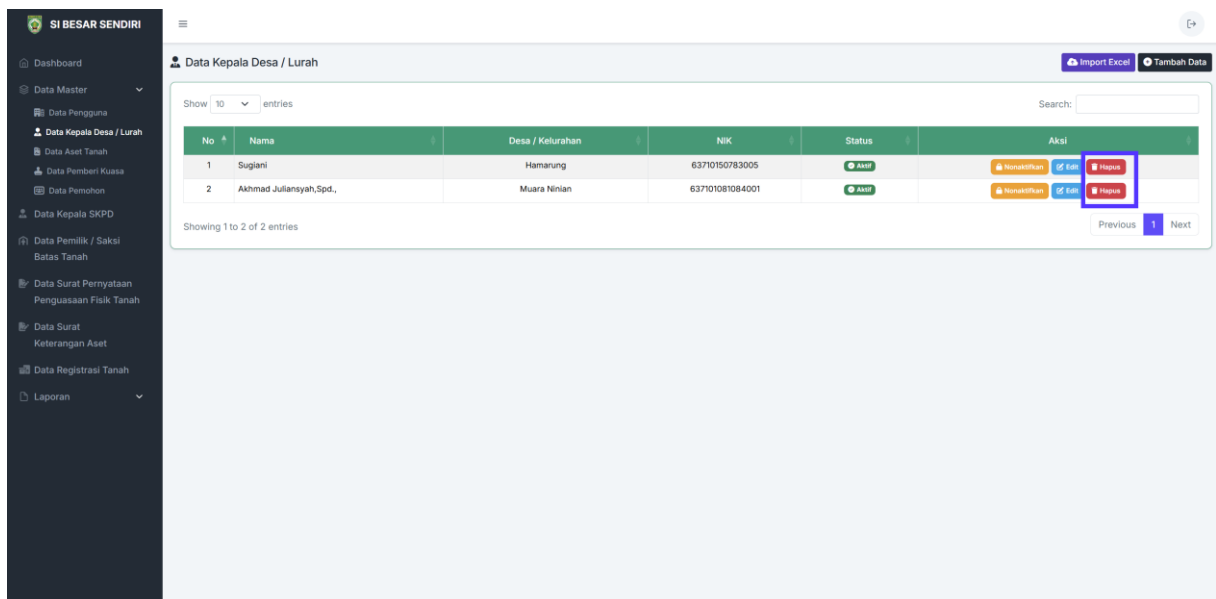 SI BESAR SENDIRI
Dashboard
Data Master
Data Pengguna
Data Kepala Desa / Lurah
Data Aset Tanah
Data Pemberi Kuasa
Data Pemohon
Data Kepala SKPD
Data Pemilik / Saksi
Batas Tanah
Data Surat Pernyataan
Penguasaan Fisik Tanah
Data Surat
Keterangan Aset
Data Registrasi Tanah
Laporan
Data Kepala Desa / Lurah
Import Excel Tambah Data
Show 10 entries Search:
No Nama Desa / Kelurahan NIK Status Aksi
1 Sugiani Hamarung 63710150783005 Aktif Nonaktifkan Edit Hapus
2 Akhmad Juliansyah,Spd., Muara Ninian 637101081084001 Aktif Nonaktifkan Edit Hapus
Showing 1 to 2 of 2 entries Previous 1 Next